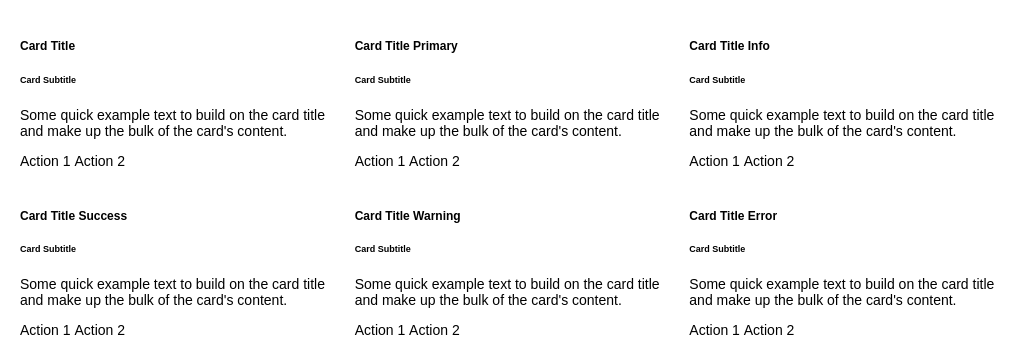 Card Title
Card Subtitle
Some quick example text to build on the card title
and make up the bulk of the card's content.
Action 1 Action 2
Card Title Primary
Card Subtitle
Some quick example text to build on the card title
and make up the bulk of the card's content.
Action 1 Action 2
Card Title Info
Card Subtitle
Some quick example text to build on the card title
and make up the bulk of the card's content.
Action 1 Action 2
Card Title Success
Card Subtitle
Some quick example text to build on the card title
and make up the bulk of the card's content.
Action 1 Action 2
Card Title Warning
Card Subtitle
Some quick example text to build on the card title
and make up the bulk of the card's content.
Action 1 Action 2
Card Title Error
Card Subtitle
Some quick example text to build on the card title
and make up the bulk of the card's content.
Action 1 Action 2